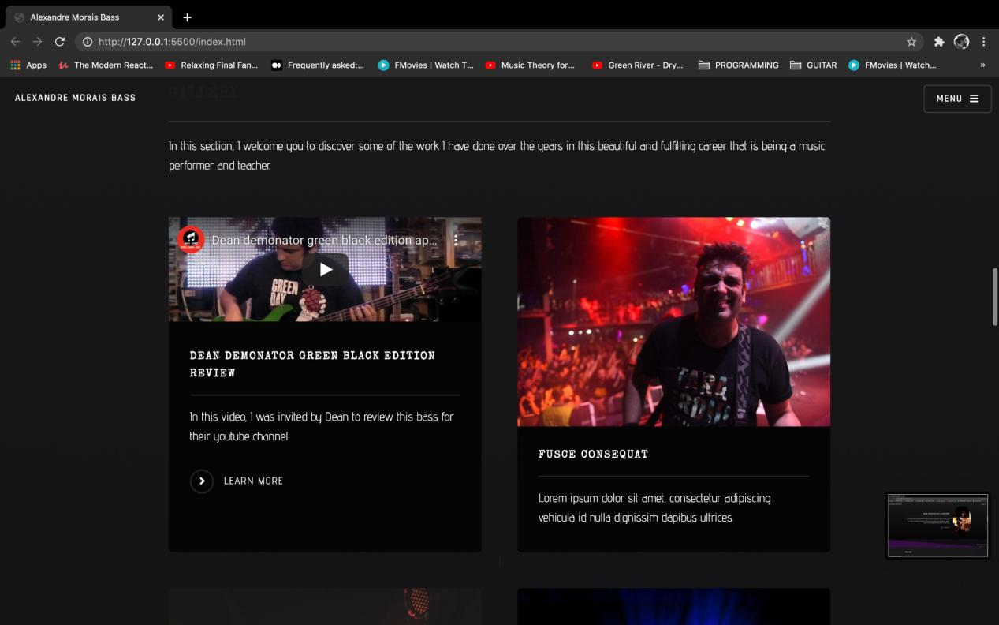 Alexandre Morais Bass
http://127.0.0.1:5500/index.html
Apps
The Modern React...
Relaxing Final Fan...
Frequently asked:...
FMovies | Watch T...
Music Theory for...
Green River - Dry...
PROGRAMMING
GUITAR
FMovies | Watch...
»
ALEXANDRE MORAIS BASS
GALLERY
MENU
In this section, I welcome you to discover some of the work I have done over the years in this beautiful and fulfilling career that is being a music
performer and teacher.
Dean demonator green black edition ap...
GREEN
DAY
DEAN DEMONATOR GREEN BLACK EDITION
REVIEW
In this video, I was invited by Dean to review this bass for
their youtube channel.
LEARN MORE
FUSCE CONSEQUAT
Lorem ipsum dolor sit amet, consectetur adipiscing
vehicula id nulla dignissim dapibus ultrices.